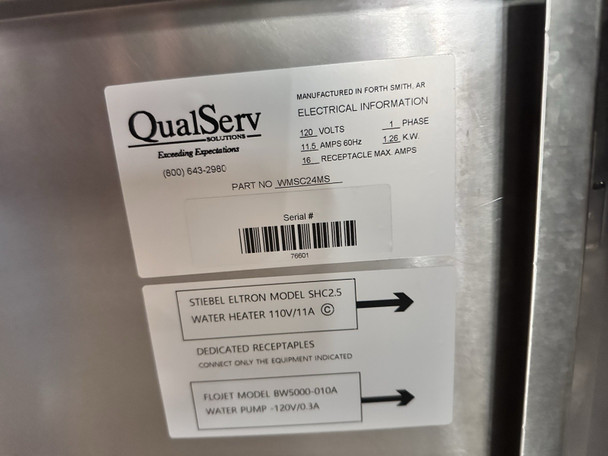 QualServ
SOLUTIONS
Exceeding Expectations
(800) 643-2980
MANUFACTURED IN FORTH SMITH, AR
ELECTRICAL INFORMATION
120 VOLTS 1 PHASE
11.5 AMPS 60Hz 1.26 K.W.
16 RECEPTACLE MAX. AMPS
PART NO WMSC24MS
Serial #
76601
STIEBEL ELTRON MODEL SHC2.5
WATER HEATER 110V/11A ©
DEDICATED RECEPTAPLES
CONNECT ONLY THE EQUIPMENT INDICATED
FLOJET MODEL BW5000-010A
WATER PUMP -120V/0.3A